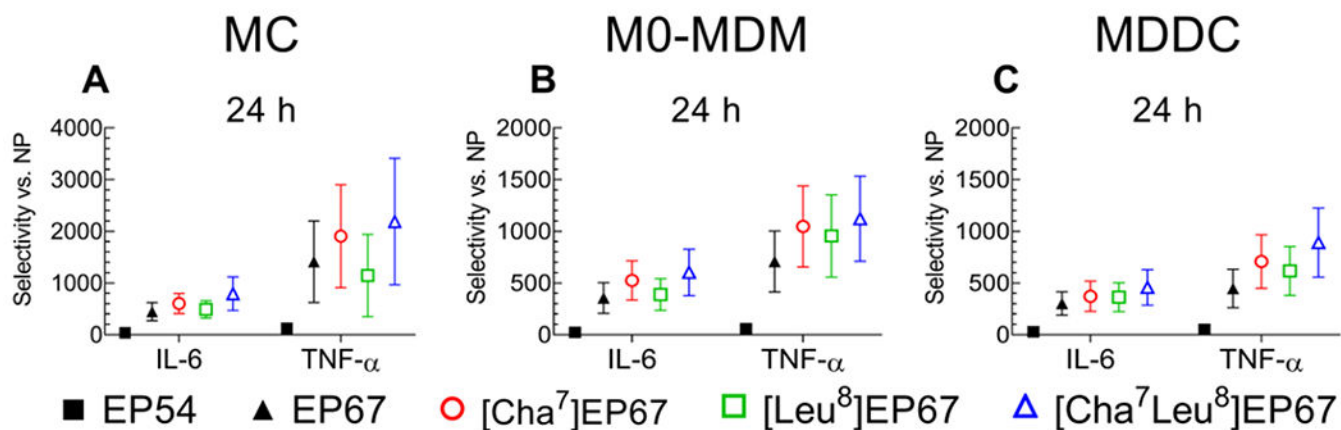 MC
M0-MDM
MDDC
A
24 h
Selectivity vs. NP
4000
3000
2000
1000
0
IL-6
TNF-α
B
24 h
Selectivity vs. NP
2000
1500
1000
500
0
IL-6
TNF-α
C
24 h
Selectivity vs. NP
2000
1500
1000
500
0
IL-6
TNF-α
■ EP54 ▲ EP67 ○ [Cha⁷]EP67 □ [Leu⁸]EP67 △ [Cha⁷Leu⁸]EP67